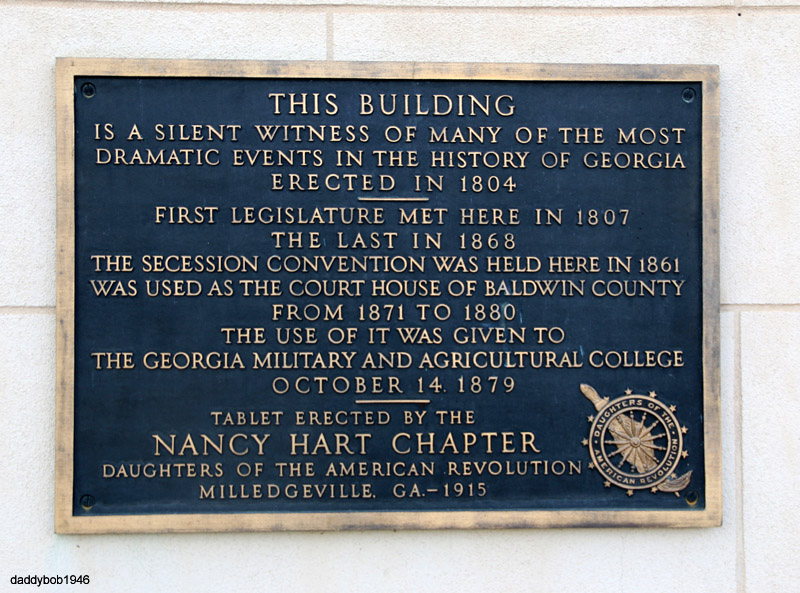 THIS BUILDING
IS A SILENT WITNESS OF MANY OF THE MOST
DRAMATIC EVENTS IN THE HISTORY OF GEORGIA
ERECTED IN 1804
FIRST LEGISLATURE MET HERE IN 1807
THE LAST IN 1868
THE SECESSION CONVENTION WAS HELD HERE IN 1861
WAS USED AS THE COURT HOUSE OF BALDWIN COUNTY
FROM 1871 TO 1880
THE USE OF IT WAS GIVEN TO
THE GEORGIA MILITARY AND AGRICULTURAL COLLEGE
OCTOBER 14. 1879
TABLET ERECTED BY THE
NANCY HART CHAPTER
DAUGHTERS OF THE AMERICAN REVOLUTION
MILLEDGEVILLE, GA.–1915
DAUGHTERS OF THE
AMERICAN REVOLUTION
daddybob1946